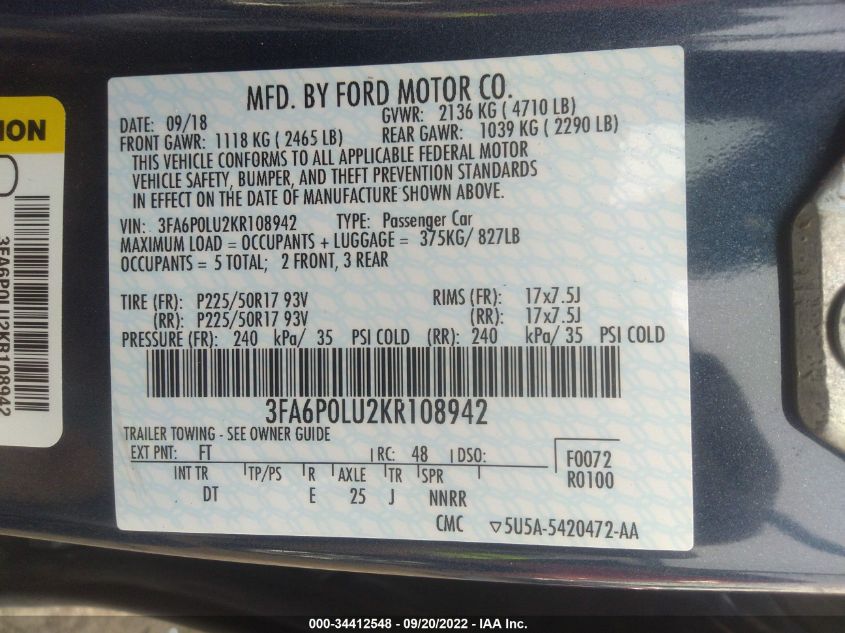 MFD. BY FORD MOTOR CO.
DATE: 09/18 GVWR: 2136 KG ( 4710 LB)
FRONT GAWR: 1118 KG ( 2465 LB) REAR GAWR: 1039 KG ( 2290 LB)
THIS VEHICLE CONFORMS TO ALL APPLICABLE FEDERAL MOTOR
VEHICLE SAFETY, BUMPER, AND THEFT PREVENTION STANDARDS
IN EFFECT ON THE DATE OF MANUFACTURE SHOWN ABOVE.
VIN: 3FA6P0LU2KR108942 TYPE: Passenger Car
MAXIMUM LOAD = OCCUPANTS + LUGGAGE = 375KG/ 827LB
OCCUPANTS = 5 TOTAL; 2 FRONT, 3 REAR
TIRE (FR): P225/50R17 93V RIMS (FR): 17x7.5J
(RR): P225/50R17 93V (RR): 17x7.5J
PRESSURE (FR): 240 kPa/ 35 PSI COLD (RR): 240 kPa/ 35 PSI COLD
3FA6P0LU2KR108942
TRAILER TOWING - SEE OWNER GUIDE
EXT PNT: FT RC: 48 DSO: F0072
INT TR TP/PS R AXLE TR SPR R0100
DT E 25 J NNRR
CMC ▽5U5A-5420472-AA
3FA6P0LU2KR108942
000-34412548 - 09/20/2022 - IAA Inc.